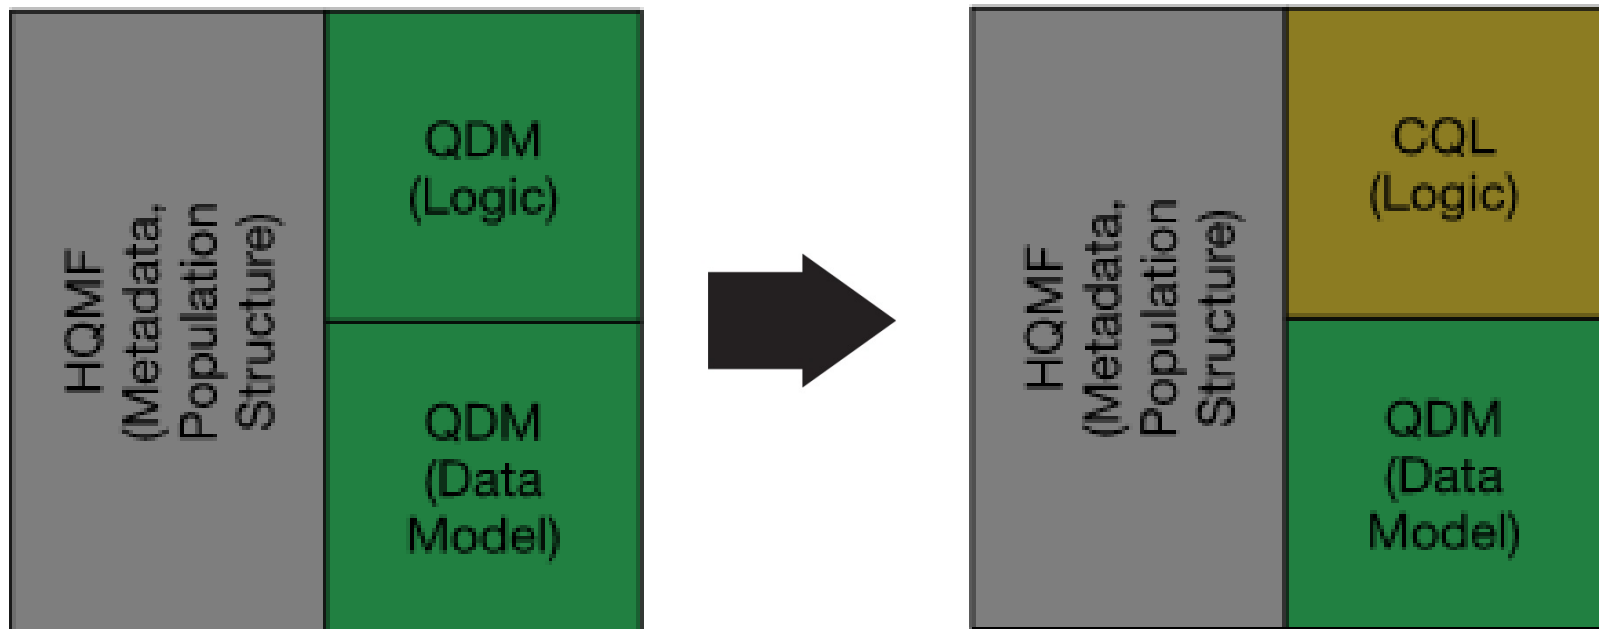 HQMF
(Metadata,
Population
Structure)
QDM
(Logic)
QDM
(Data
Model)
HQMF
(Metadata,
Population
Structure)
CQL
(Logic)
QDM
(Data
Model)